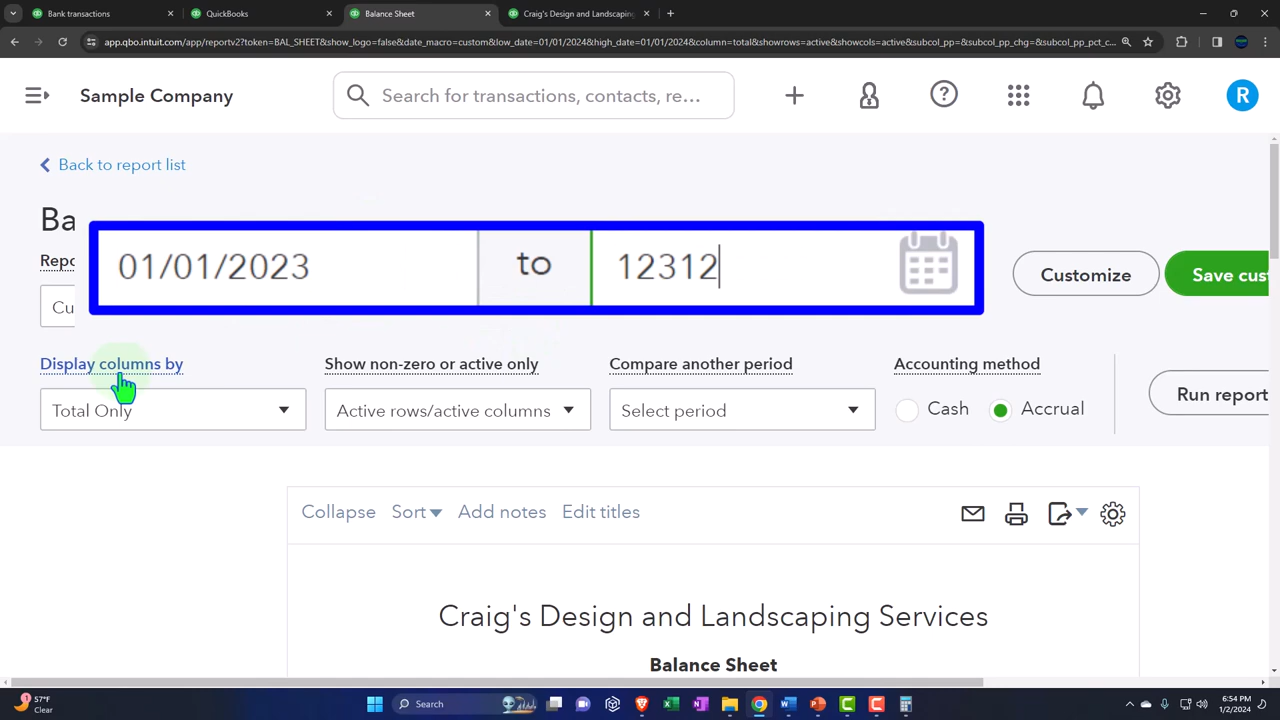 Bank transactions
QuickBooks
Balance Sheet
Craig's Design and Landscaping
app.qbo.intuit.com/app/reportv2?token=BAL_SHEET&show_logo=false&date_macro=custom&low_date=01/01/2024&high_date=01/01/2024&column=total&showrows=active&showcols=active&subcol_pp=&subcol_pp_chg=&subcol_pp_pct_c...
Sample Company
Search for transactions, contacts, re...
R
Back to report list
Ba
01/01/2023 to 12312
Repo
Customize
Save cus
Cu
Display columns by
Show non-zero or active only
Compare another period
Accounting method
Total Only
Active rows/active columns
Select period
Cash
Accrual
Run report
Collapse
Sort
Add notes
Edit titles
Craig's Design and Landscaping Services
Balance Sheet
57°F
Clear
Search
6:54 PM
1/2/2024